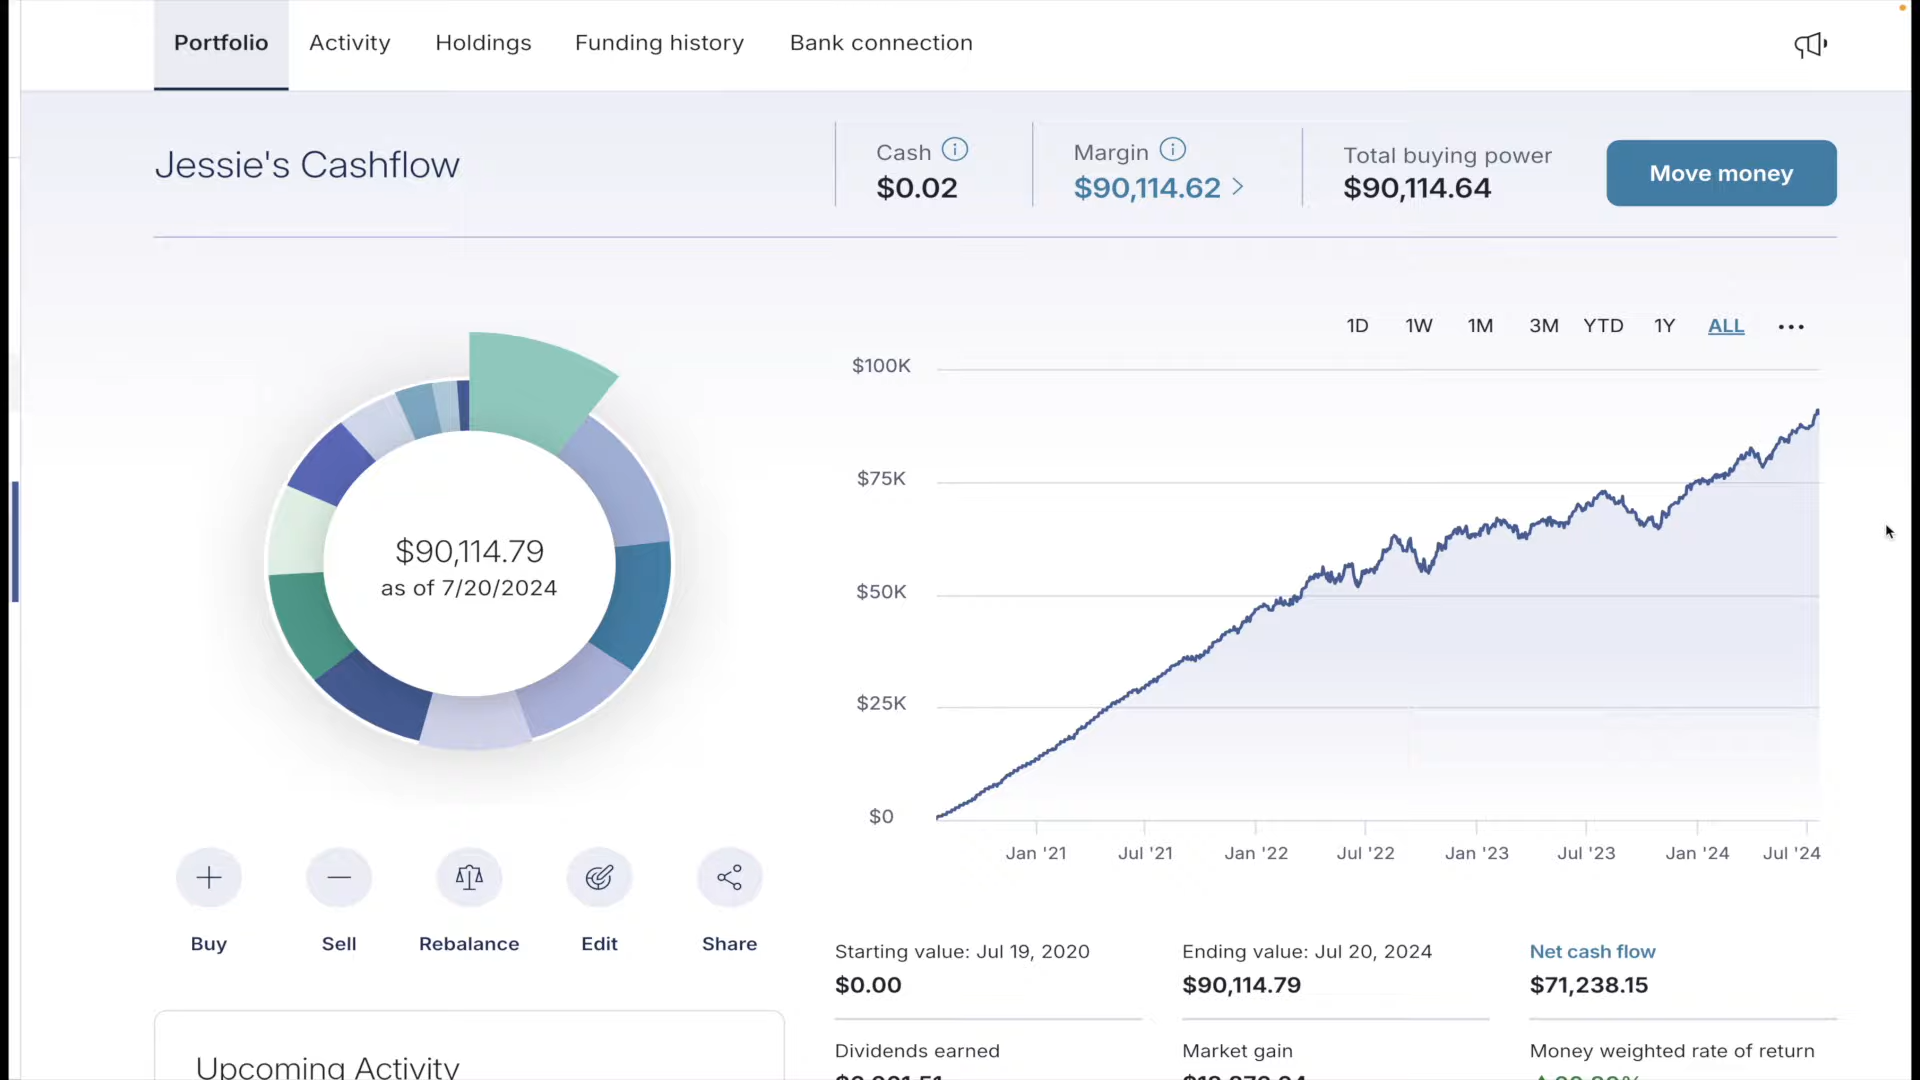 Portfolio Activity Holdings Funding history Bank connection
Jessie's Cashflow
Cash
$0.02
Margin
$90,114.62 >
Total buying power
$90,114.64
Move money
1D 1W 1M 3M YTD 1Y ALL ...
$100K
$75K
$50K
$25K
$0
Jan '21 Jul '21 Jan '22 Jul '22 Jan '23 Jul '23 Jan '24 Jul '24
$90,114.79
as of 7/20/2024
Buy Sell Rebalance Edit Share
Starting value: Jul 19, 2020
$0.00
Ending value: Jul 20, 2024
$90,114.79
Net cash flow
$71,238.15
Dividends earned
Market gain
Money weighted rate of return
Upcoming Activity